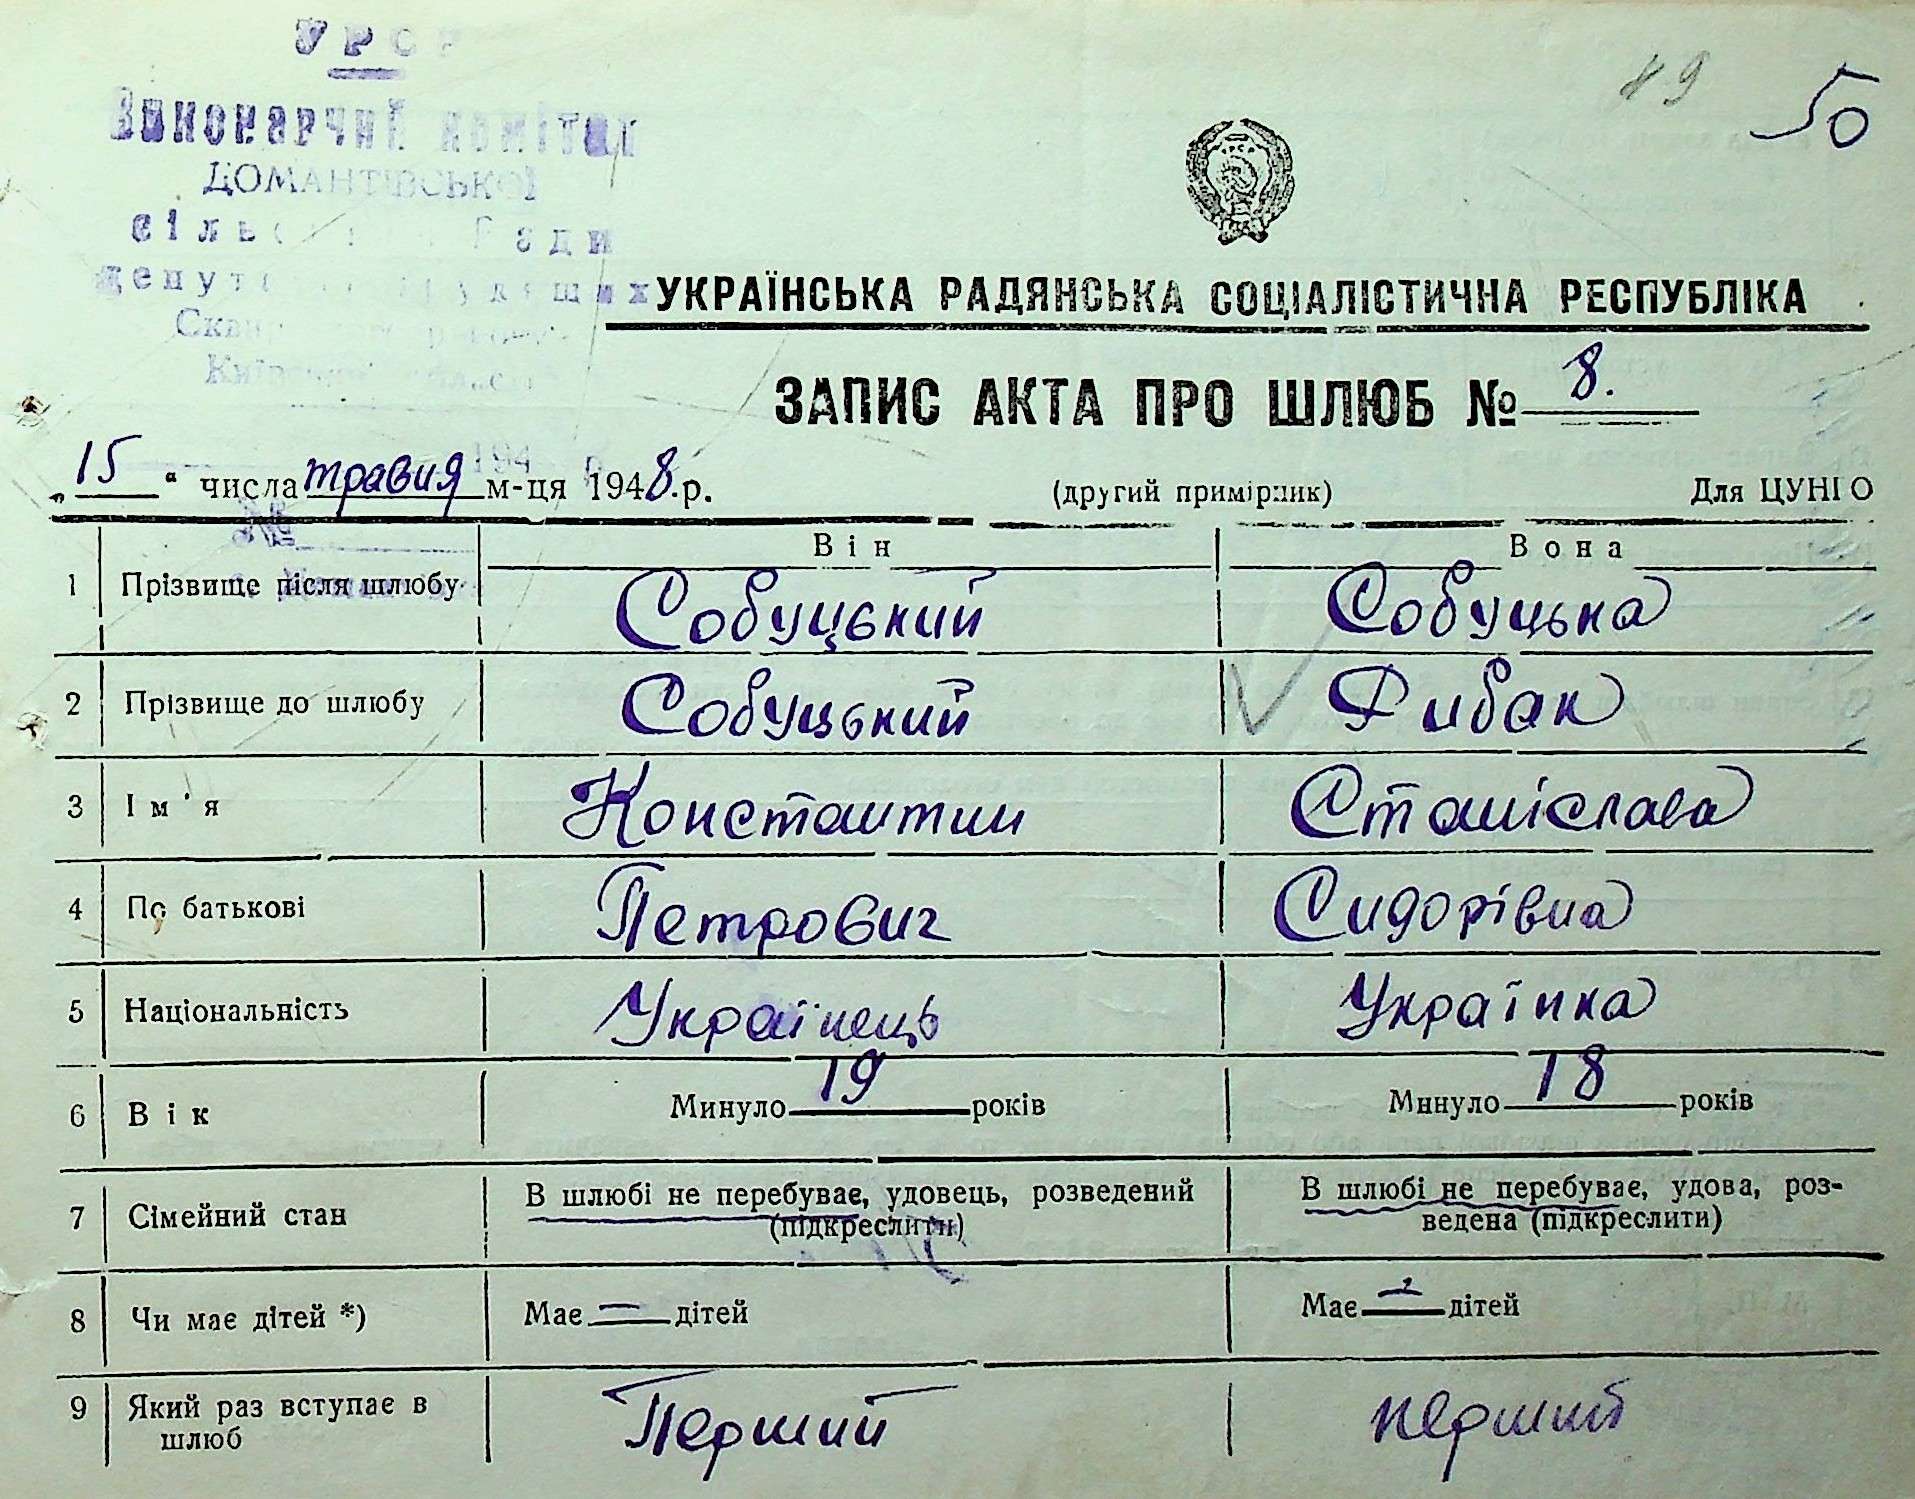 УРСР
Виконавчий комітет
ДОМАНТІВСЬКОЇ
сільської Ради
депутатів трудящих
Київської області
49 50
УКРАЇНСЬКА РАДЯНСЬКА СОЦІАЛІСТИЧНА РЕСПУБЛІКА
ЗАПИС АКТА ПРО ШЛЮБ № 8.
„15“ числа травня м-ця 1948.р. (другий примірник) Для ЦУНГО
№
Він Вона
1 Прізвище після шлюбу Собуцький Собуцька
2 Прізвище до шлюбу Собуцький Рибак
3 Ім'я Константин Станіслава
4 По батькові Петрович Сидорівна
5 Національність Українець Українка
6 Вік Минуло 19 років Минуло 18 років
7 Сімейний стан В шлюбі не перебуває, удовець, розведений (підкреслити) В шлюбі не перебуває, удова, роз-
ведена (підкреслити)
8 Чи має дітей *) Має — дітей Має — дітей
9 Який раз вступає в Перший перший
шлюб